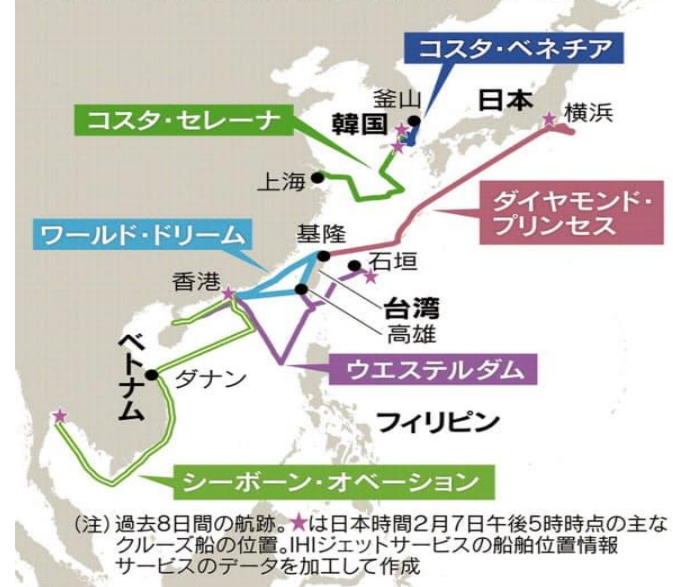 コスタ・ベネチア
釜山
日本
コスタ・セレーナ
韓国
横浜
上海
ダイヤモンド・
プリンセス
ワールド・ドリーム
基隆
石垣
香港
台湾
高雄
ベトナム
ダナン
ウエステルダム
フィリピン
シーボーン・オベーション
(注)過去8日間の航跡。★は日本時間2月7日午後5時時点の主な
クルーズ船の位置。IHIジェットサービスの船舶位置情報
サービスのデータを加工して作成